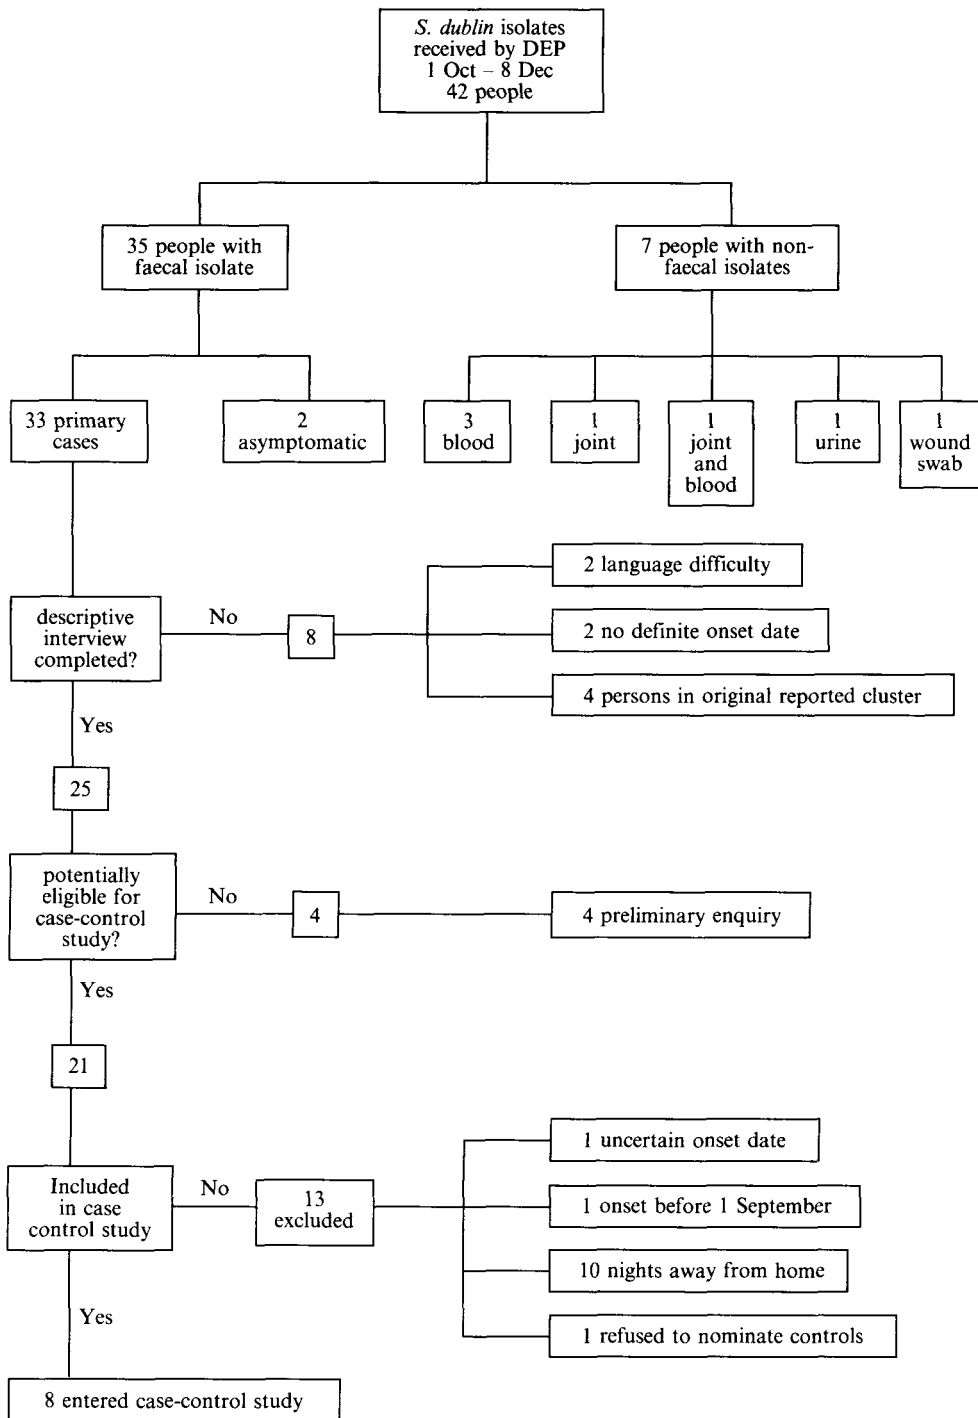 S. dublin isolates
received by DEP
1 Oct – 8 Dec
42 people
35 people with
faecal isolate
7 people with non-
faecal isolates
33 primary
cases
2
asymptomatic
3
blood
1
joint
1
joint
and
blood
1
urine
1
wound
swab
2 language difficulty
descriptive
interview
completed?
No
8
2 no definite onset date
4 persons in original reported cluster
Yes
25
potentially
eligible for
case-control
study?
No
4
4 preliminary enquiry
Yes
21
1 uncertain onset date
Included
in case
control study
No
13
excluded
1 onset before 1 September
10 nights away from home
1 refused to nominate controls
Yes
8 entered case-control study